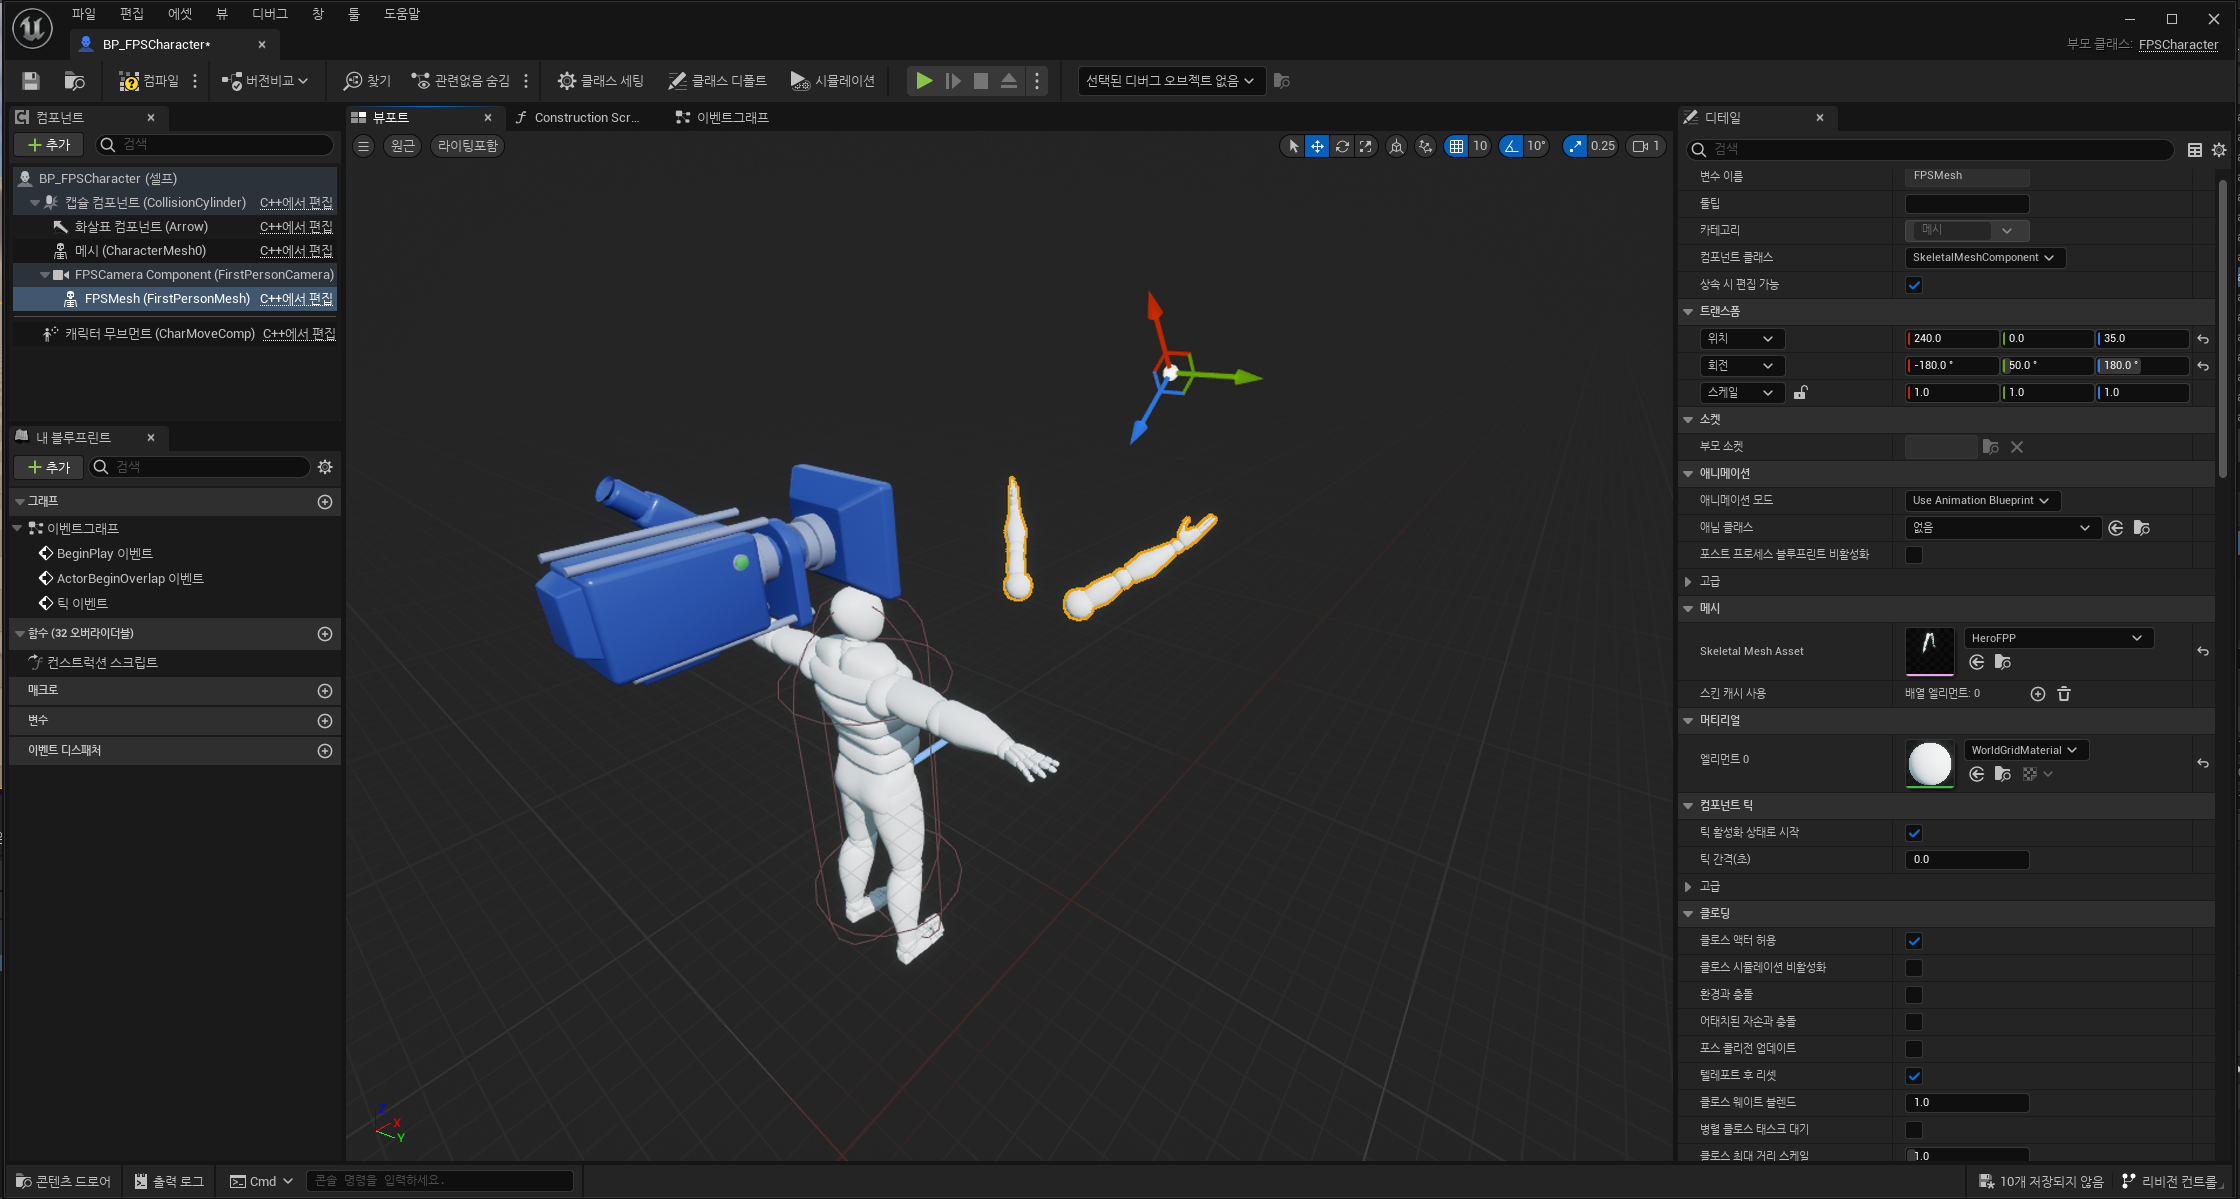 파일 편집 에셋 뷰 디버그 창 툴 도움말
BP_FPSCharacter*
부모 클래스: FPSCharacter
컴파일 버전비교 찾기 관련없음 숨김 클래스 세팅 클래스 디폴트 시뮬레이션 선택된 디버그 오브젝트 없음
컴포넌트
추가 검색
BP_FPSCharacter (셀프)
캡슐 컴포넌트 (CollisionCylinder) C++에서 편집
화살표 컴포넌트 (Arrow) C++에서 편집
메시 (CharacterMesh0) C++에서 편집
FPSCamera Component (FirstPersonCamera)
FPSMesh (FirstPersonMesh) C++에서 편집
캐릭터 무브먼트 (CharMoveComp) C++에서 편집
내 블루프린트
추가 검색
그래프
이벤트그래프
BeginPlay 이벤트
ActorBeginOverlap 이벤트
틱 이벤트
함수 (32 오버라이더블)
컨스트럭션 스크립트
매크로
변수
이벤트 디스패처
뷰포트 Construction Scr... 이벤트그래프
원근 라이팅포함 10 10° 0.25 1
Z
X
Y
디테일
검색
변수 이름 FPSMesh
툴팁
카테고리 메시
컴포넌트 클래스 SkeletalMeshComponent
상속 시 편집 가능
트랜스폼
위치 240.0 0.0 35.0
회전 -180.0 ° 50.0 ° 180.0 °
스케일 1.0 1.0 1.0
소켓
부모 소켓
애니메이션
애니메이션 모드 Use Animation Blueprint
애님 클래스 없음
포스트 프로세스 블루프린트 비활성화
고급
메시
Skeletal Mesh Asset HeroFPP
스킨 캐시 사용 배열 엘리먼트: 0
머티리얼
엘리먼트 0 WorldGridMaterial
컴포넌트 틱
틱 활성화 상태로 시작
틱 간격(초) 0.0
고급
클로딩
클로스 액터 허용
클로스 시뮬레이션 비활성화
환경과 충돌
어태치된 자손과 충돌
포스 콜리전 업데이트
텔레포트 후 리셋
클로스 웨이트 블렌드 1.0
병렬 클로스 태스크 대기
클로스 최대 거리 스케일 1.0
콘텐츠 드로어 출력 로그 Cmd 콘솔 명령을 입력하세요.
10개 저장되지 않음 리비전 컨트롤